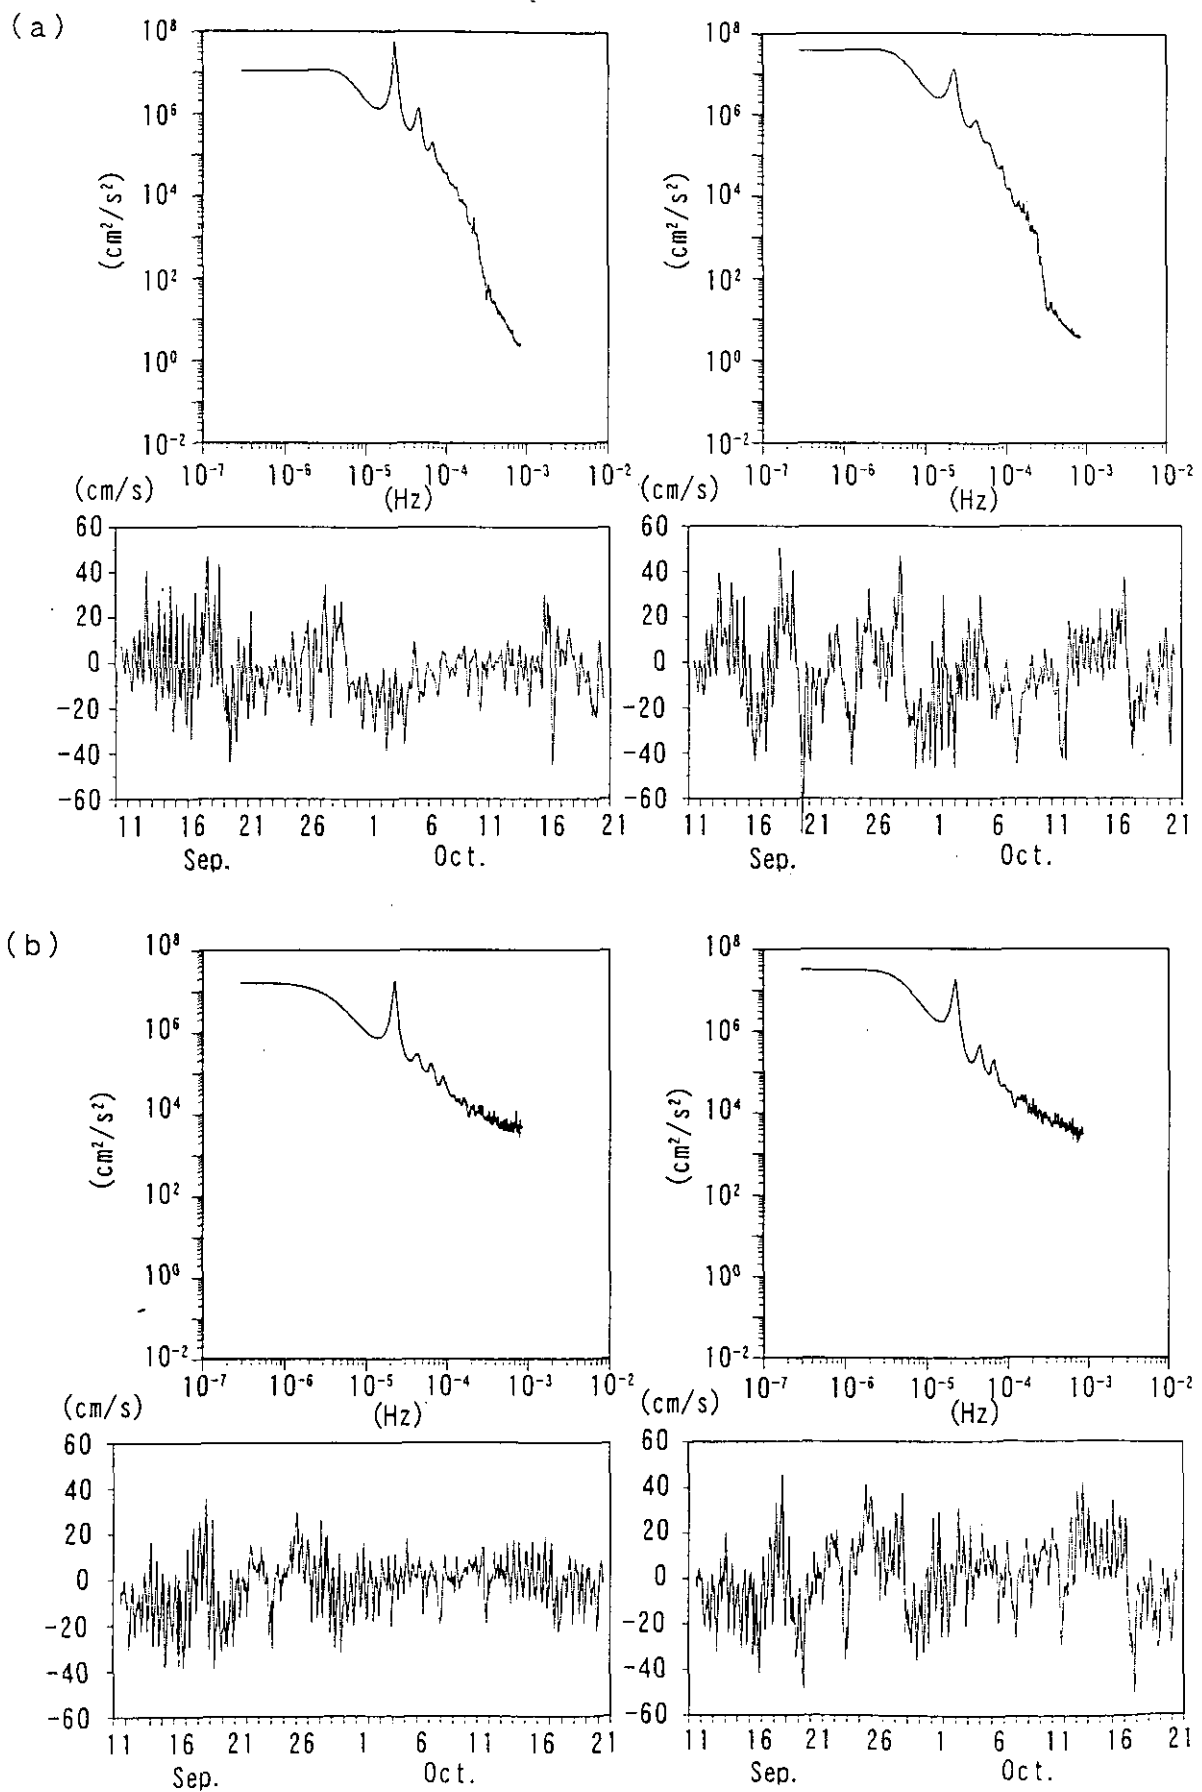 (a)
10⁸ 10⁸
10⁶ 10⁶
10⁴ 10⁴
(cm²/s²) (cm²/s²)
10² 10²
10⁰ 10⁰
10⁻² 10⁻²
10⁻⁷ 10⁻⁶ 10⁻⁵ 10⁻⁴ 10⁻³ 10⁻² 10⁻⁷ 10⁻⁶ 10⁻⁵ 10⁻⁴ 10⁻³ 10⁻²
(cm/s) (Hz) (cm/s) (Hz)
60 60
40 40
20 20
0 0
-20 -20
-40 -40
-60 -60
11 16 21 26 1 6 11 16 21 11 16 21 26 1 6 11 16 21
Sep. Oct. Sep. Oct.
(b)
10⁸ 10⁸
10⁶ 10⁶
10⁴ 10⁴
(cm²/s²) (cm²/s²)
10² 10²
10⁰ 10⁰
10⁻² 10⁻²
10⁻⁷ 10⁻⁶ 10⁻⁵ 10⁻⁴ 10⁻³ 10⁻² 10⁻⁷ 10⁻⁶ 10⁻⁵ 10⁻⁴ 10⁻³ 10⁻²
(cm/s) (Hz) (cm/s) (Hz)
60 60
40 40
20 20
0 0
-20 -20
-40 -40
-60 -60
11 16 21 26 1 6 11 16 21 11 16 21 26 1 6 11 16 21
Sep. Oct. Sep. Oct.